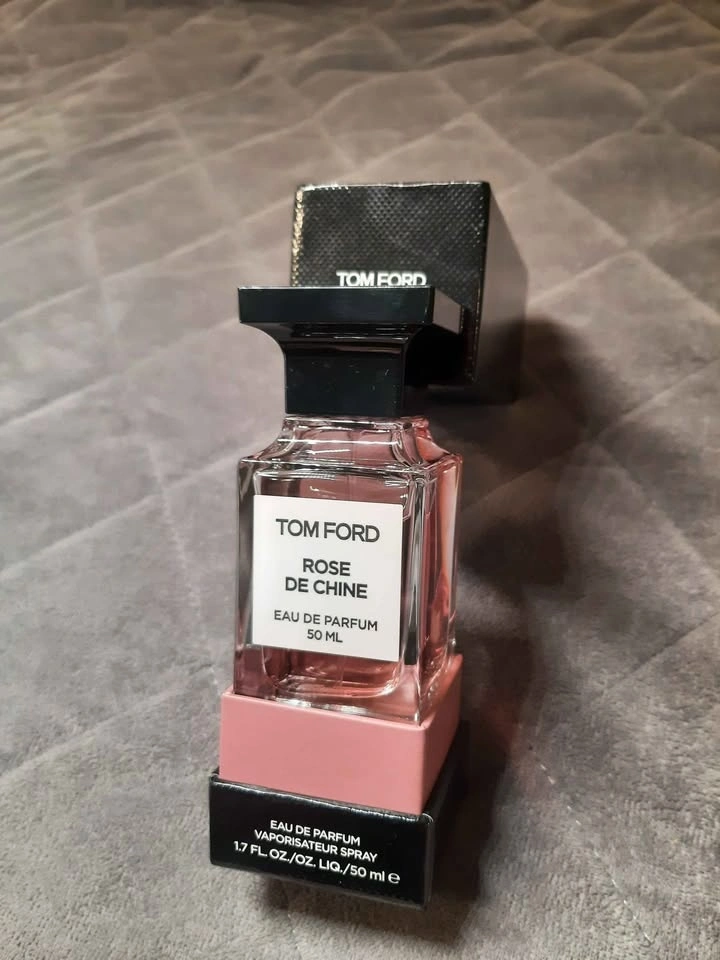 TOM FORD
TOM FORD
ROSE
DE CHINE
EAU DE PARFUM
50 ML
EAU DE PARFUM
VAPORISATEUR SPRAY
1.7 FL. OZ./OZ. LIQ./50 ml ℮